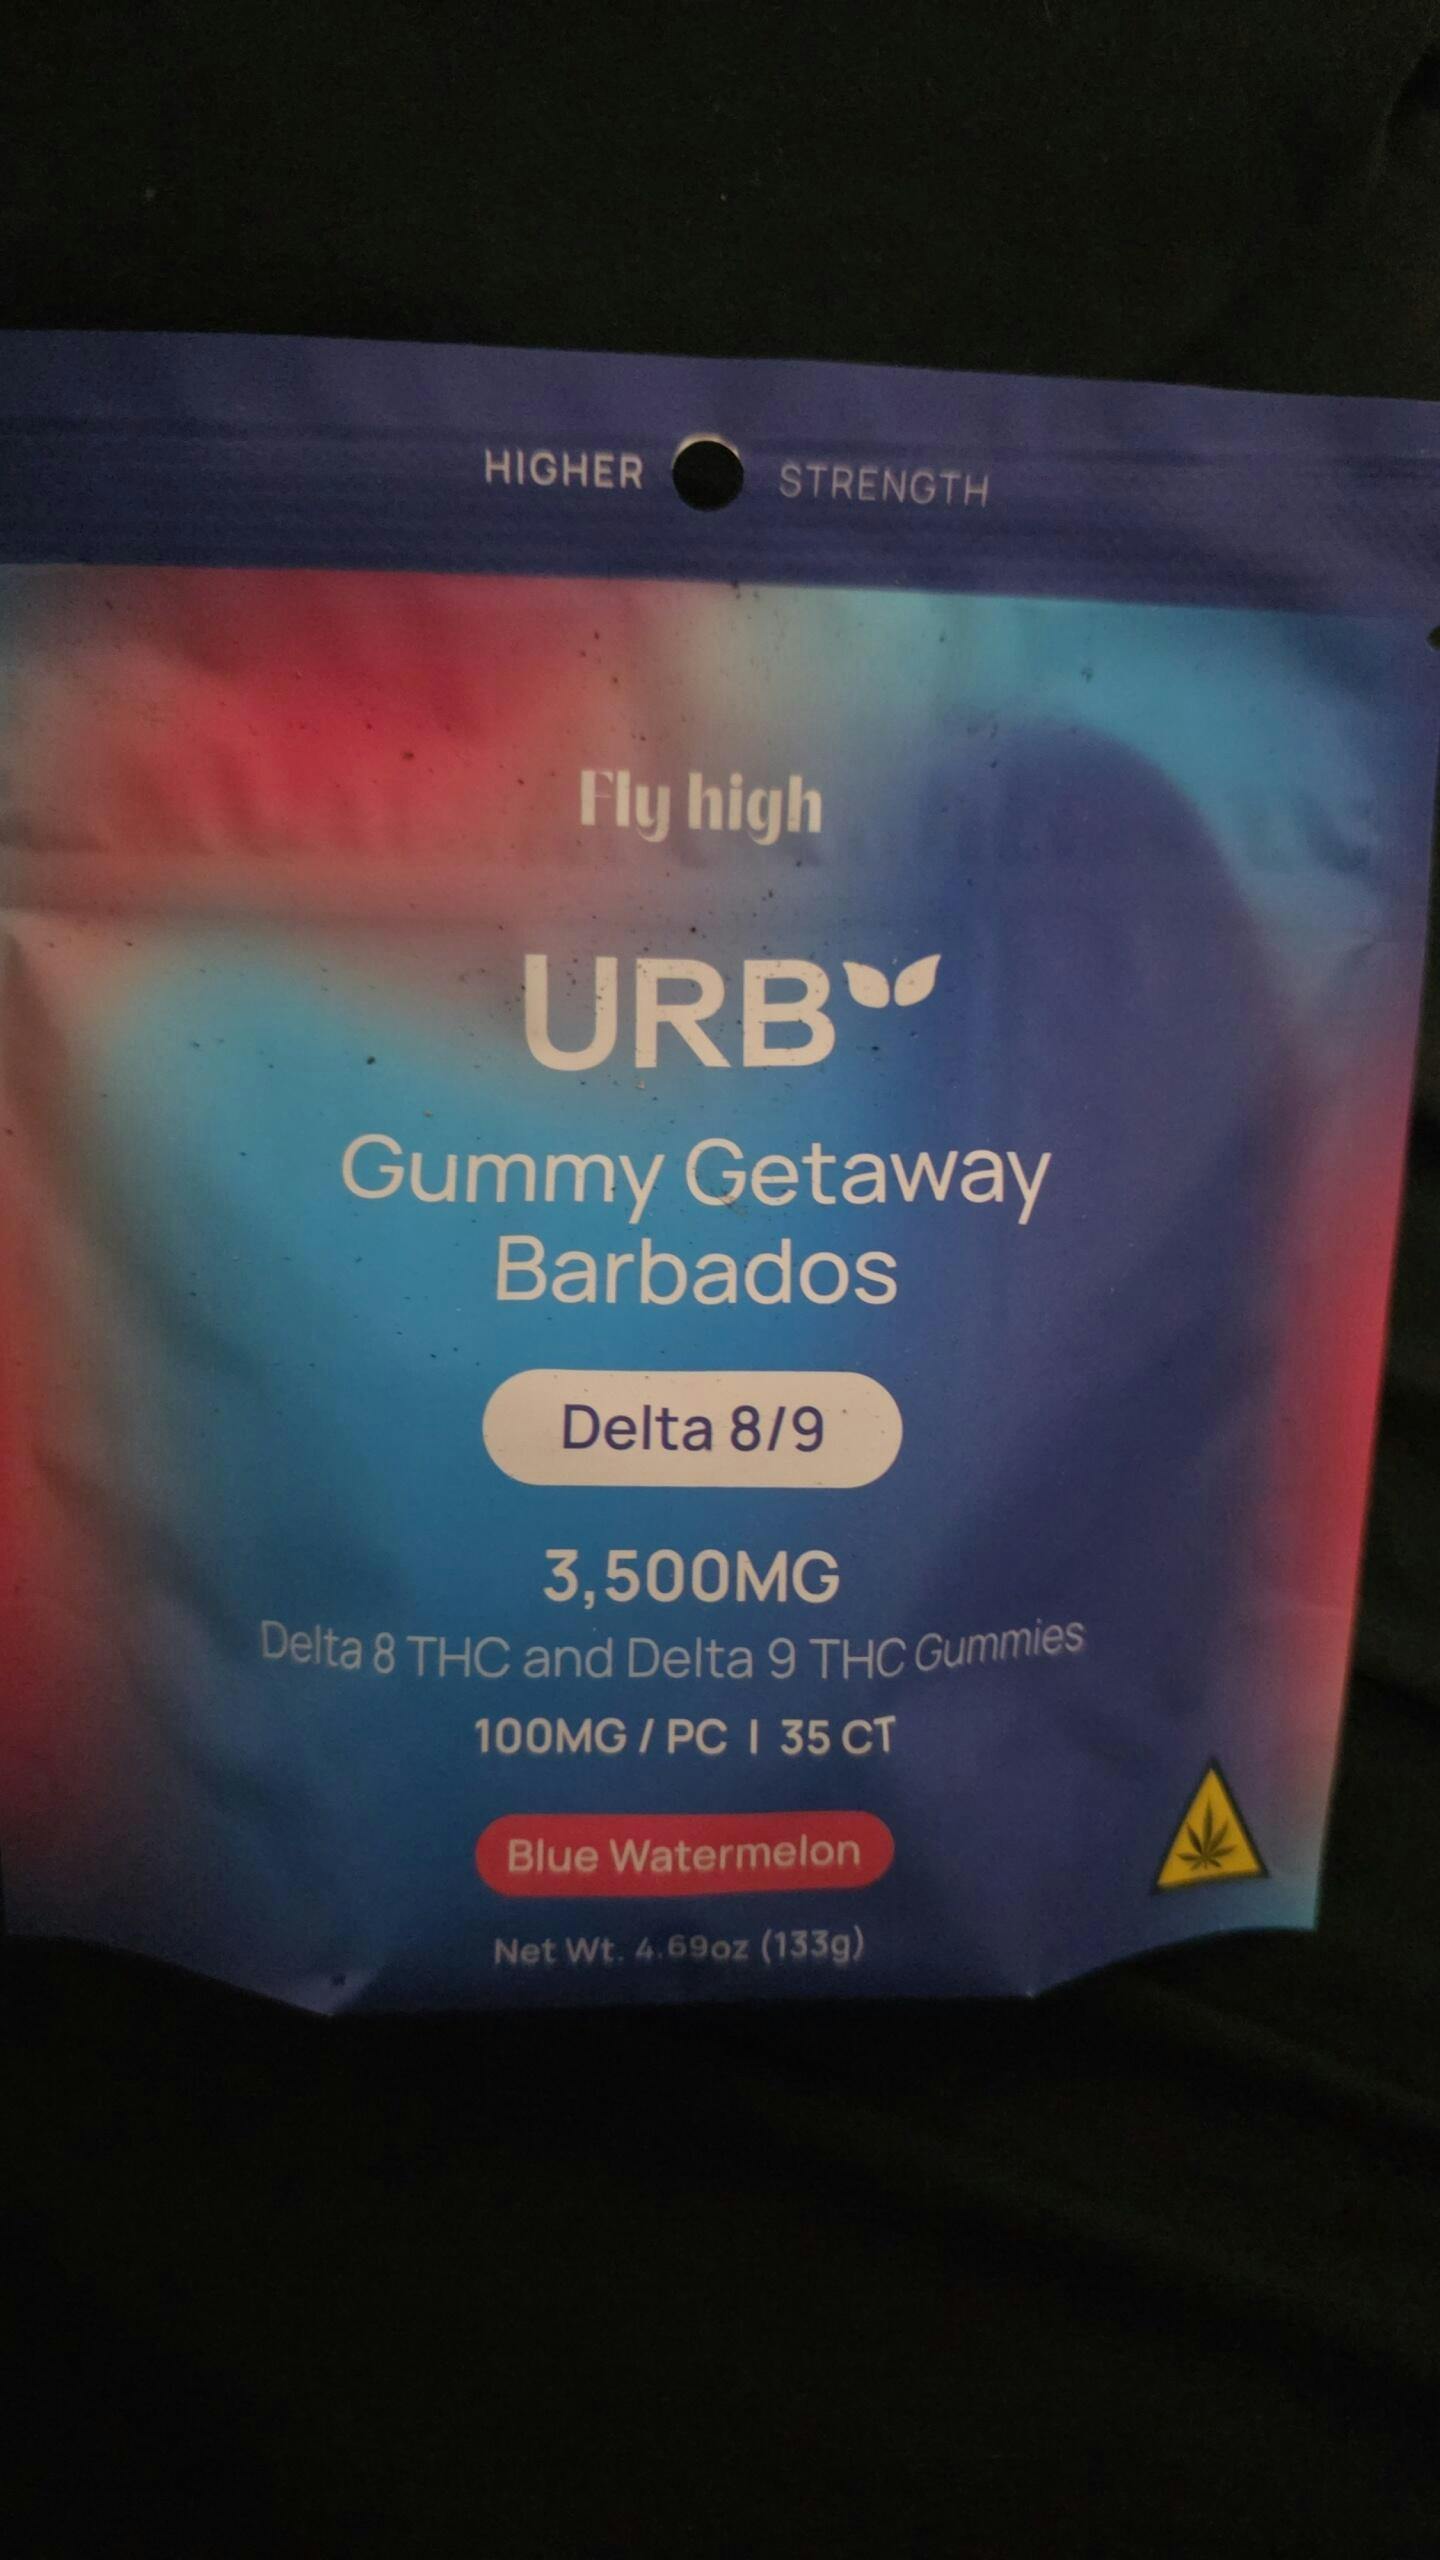 HIGHER STRENGTH
Fly high
URB
Gummy Getaway
Barbados
Delta 8/9
3,500MG
Delta 8 THC and Delta 9 THC Gummies
100MG / PC | 35 CT
Blue Watermelon
Net Wt. 4.69oz (133g)